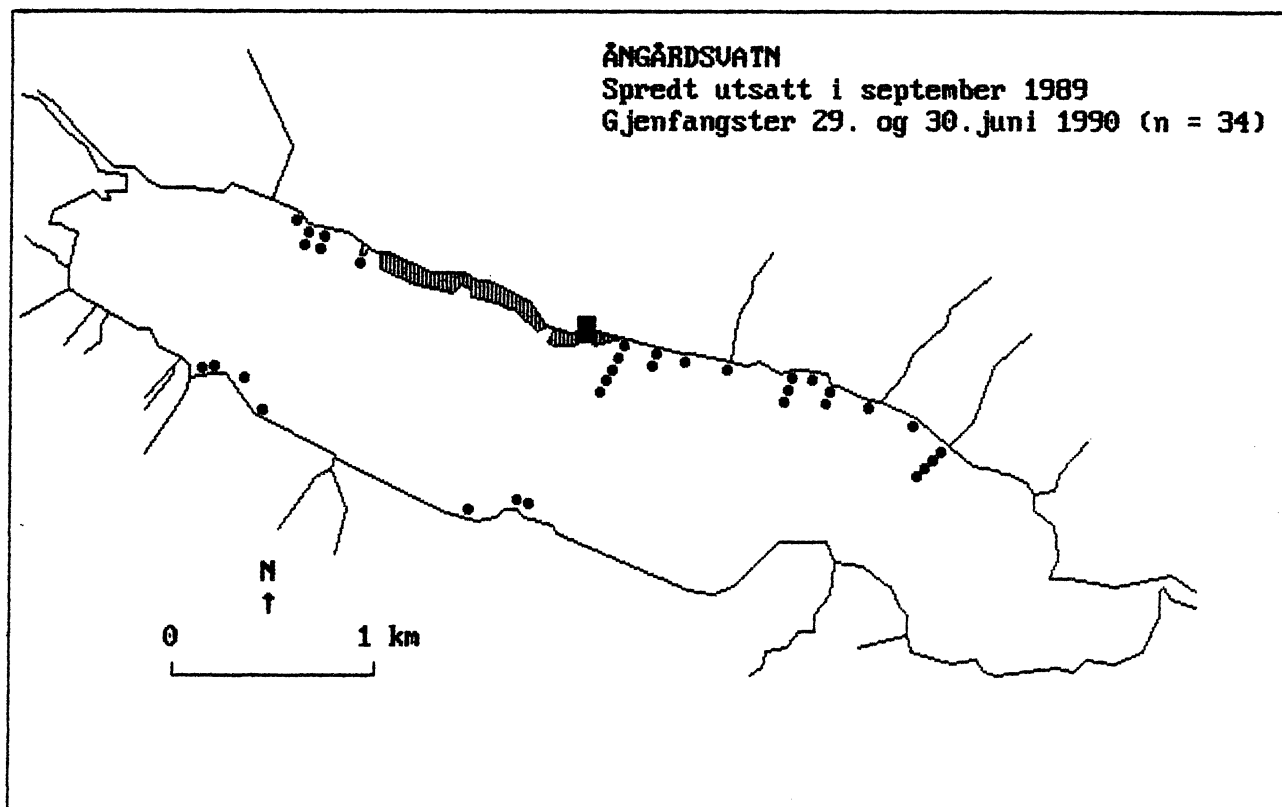 ÅNGÅRDSVATN
Spredt utsatt i september 1989
Gjenfangster 29. og 30.juni 1990 (n = 34)
N
0 1 km